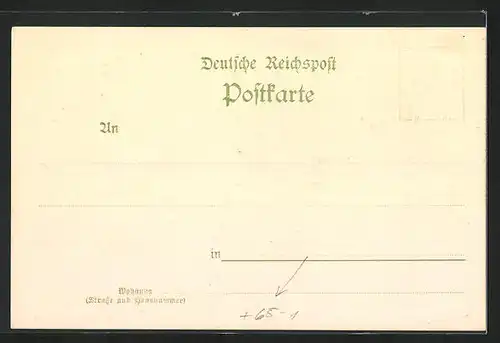 Deutsche Reichspost
Postkarte
An
in
Wohnung
(Straße und Hausnummer)
+65-1